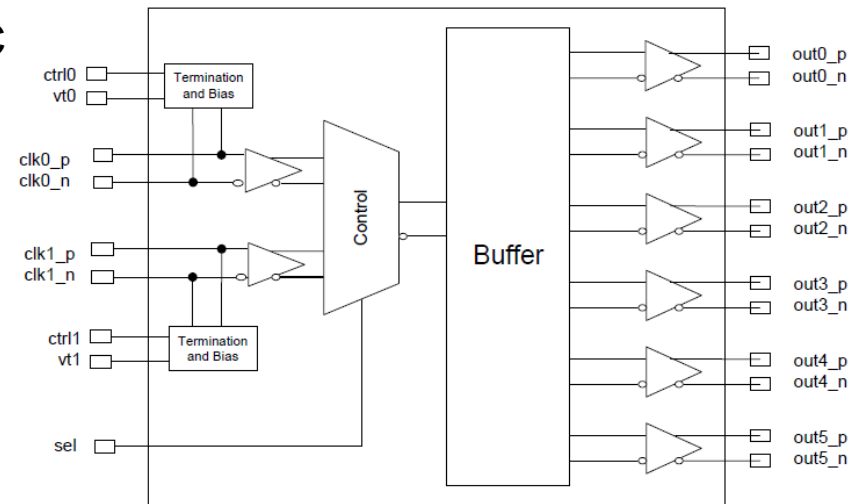 C
ctrl0
vt0
Termination
and Bias
clk0_p
clk0_n
clk1_p
clk1_n
ctrl1
vt1
Termination
and Bias
sel
Control
Buffer
out0_p
out0_n
out1_p
out1_n
out2_p
out2_n
out3_p
out3_n
out4_p
out4_n
out5_p
out5_n